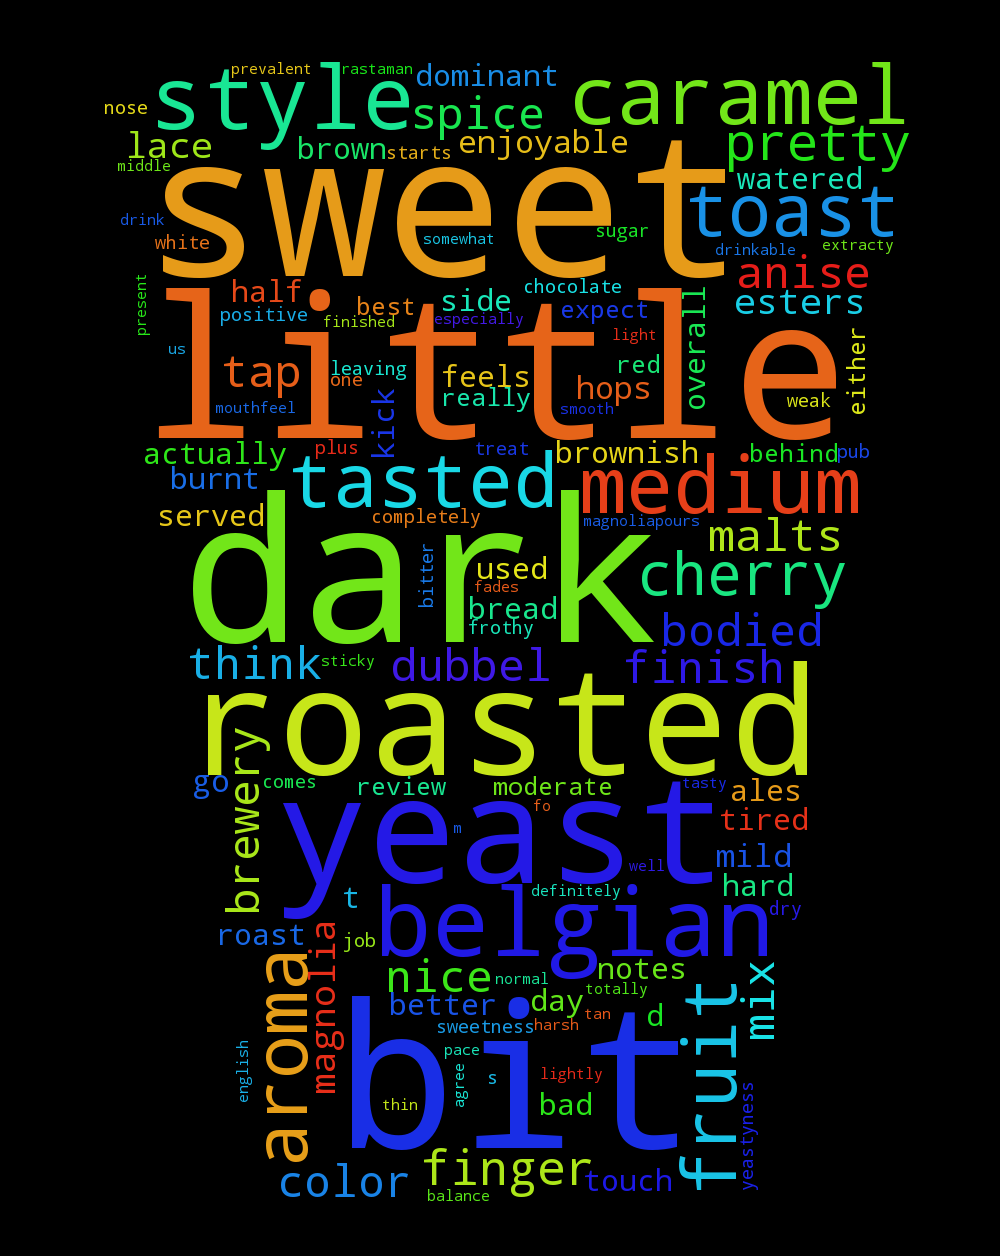 prevalent rastaman dominant
style caramel
nose spice
lace brown starts enjoyable pretty
middle watered
sweet toast
drink sugar
white somewhat drinkable extracty
anise
present half side chocolate esters
positive best expect overall
little
finished especially
us light either
tap leaving feels red
one really hops weak
mouthfeel kick smooth
actually plus treat brownish behind pub
burnt tasted medium
served completely magnoliapours malts
dark
bitter used cherry
fades
bread
frothy bodied
think sticky dubbel finish
roasted
brewery
go comes review moderate tasty ales
yeast
fo
m tired
well mild
t definitely hard
belgian dry
roast job
aroma magnolia nice normal notes mix
totally
better day fruit
sweetness harsh tan d
bit
english pace
agree s lightly
thin bad yeastyness
color finger touch
balance